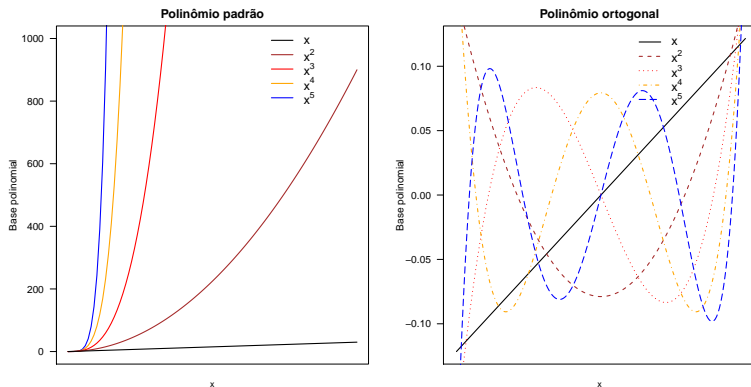 Polinômio padrão
Base polinomial
1000
800
600
400
200
0
x
x²
x³
x⁴
x⁵
x
Polinômio ortogonal
Base polinomial
0.10
0.05
0.00
−0.05
−0.10
x
x²
x³
x⁴
x⁵
x